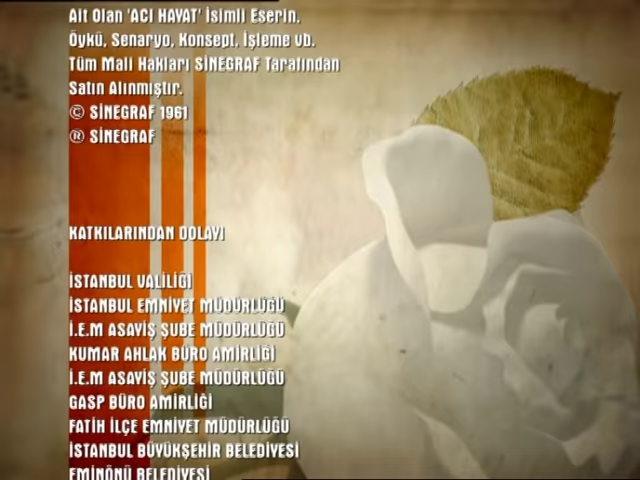 Ait Olan 'ACI HAYAT' İsimli Eserin,
Öykü, Senaryo, Konsept, İşleme vb.
Tüm Mali Hakları SİNEGRAF Tarafından
Satın Alınmıştır.
© SİNEGRAF 1961
® SİNEGRAF
KATKILARINDAN DOLAYI
İSTANBUL VALİLİĞİ
İSTANBUL EMNİYET MÜDÜRLÜĞÜ
İ.E.M ASAYİŞ ŞUBE MÜDÜRLÜĞÜ
KUMAR AHLAK BÜRO AMİRLİĞİ
İ.E.M ASAYİŞ ŞUBE MÜDÜRLÜĞÜ
GASP BÜRO AMİRLİĞİ
FATİH İLÇE EMNİYET MÜDÜRLÜĞÜ
İSTANBUL BÜYÜKŞEHİR BELEDİYESİ
EMİNÖNÜ BELEDİYESİ